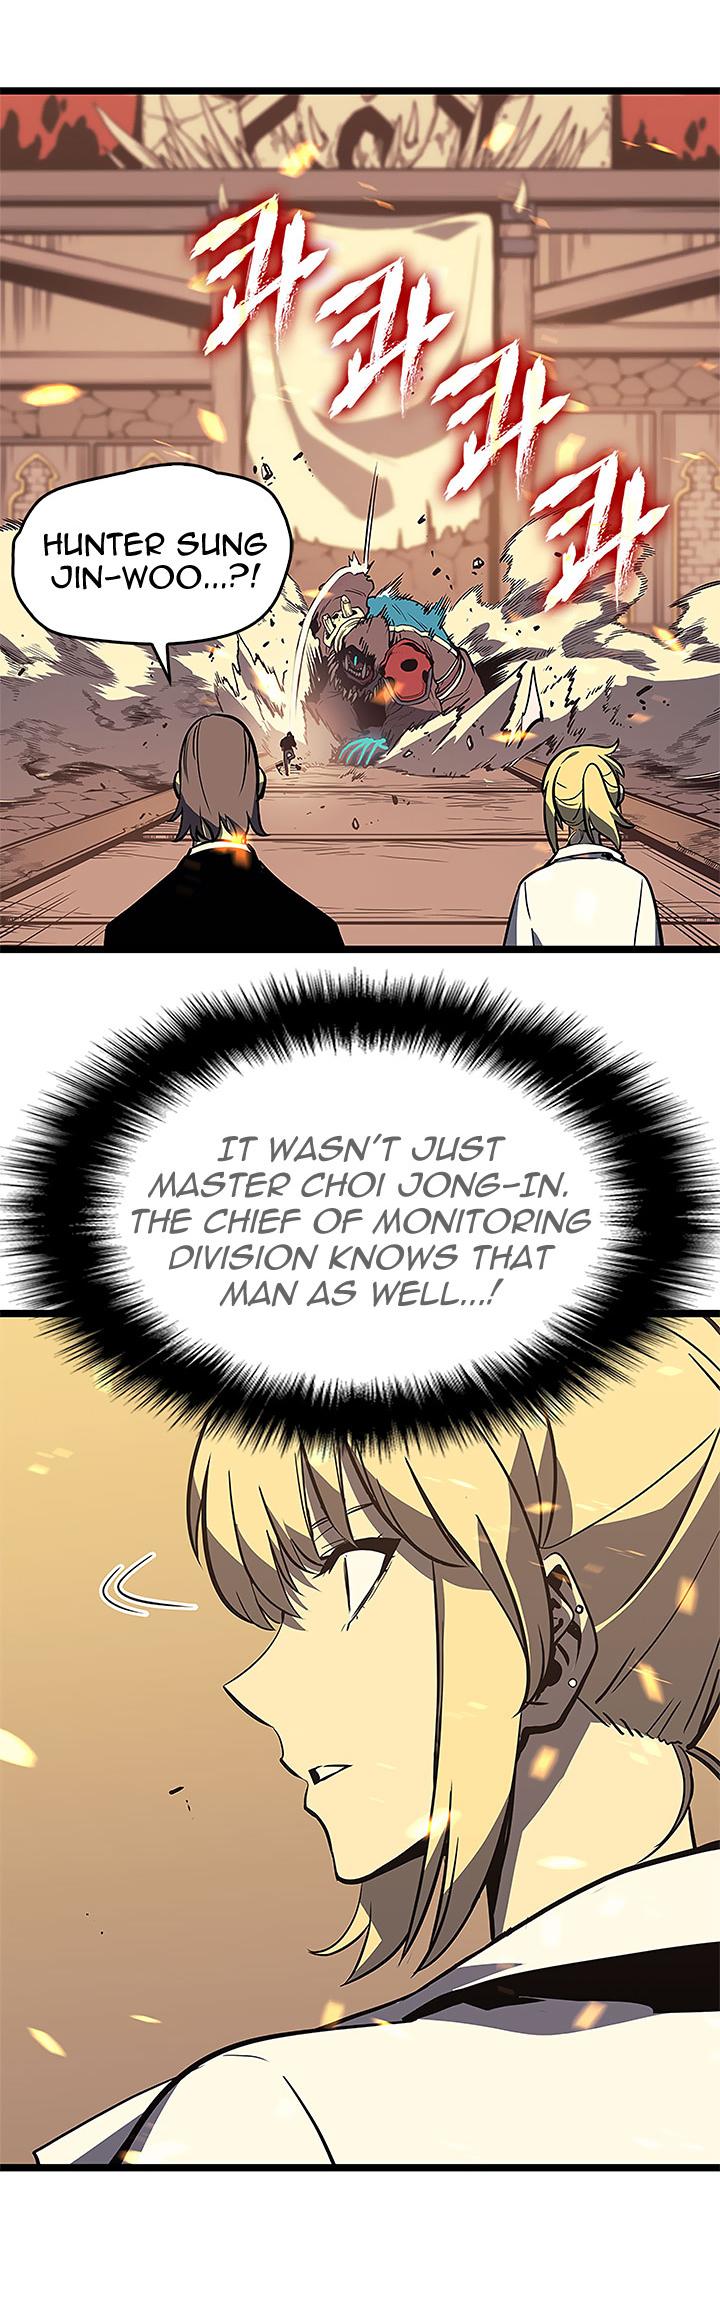 콰
콰
콰
콰
HUNTER SUNG
JIN-WOO...?!
IT WASN'T JUST
MASTER CHOI JONG-IN.
THE CHIEF OF MONITORING
DIVISION KNOWS THAT
MAN AS WELL...!